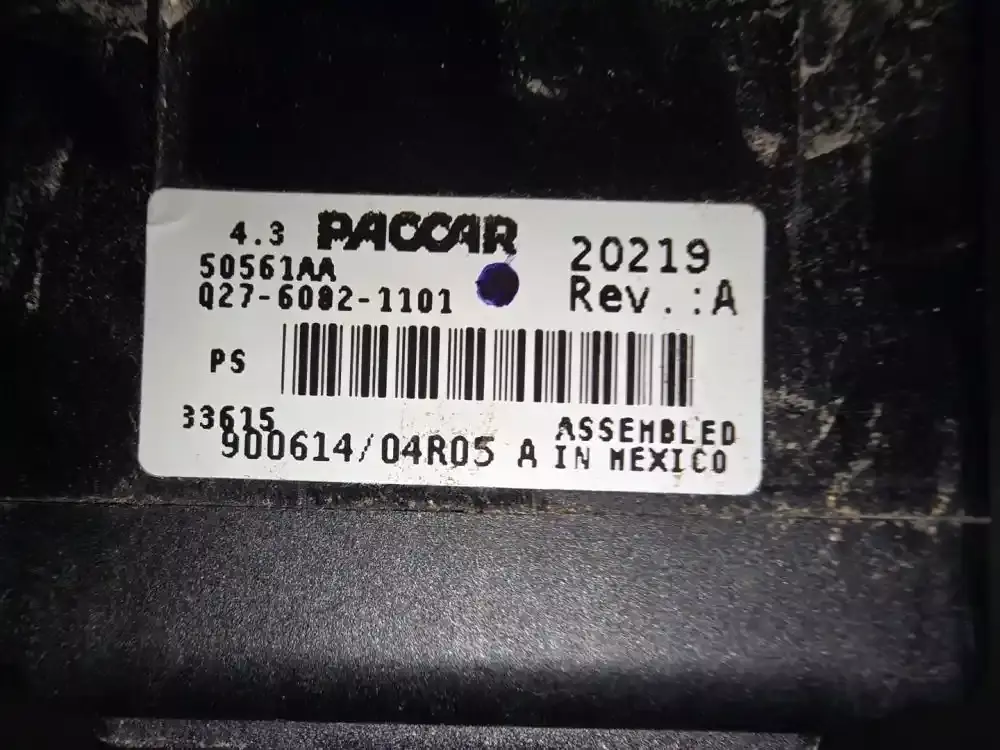 4.3 PACCAR
50561AA
Q27-6082-1101
20219
Rev.:A
PS
33615
900614/04R05 A
ASSEMBLED
IN MEXICO